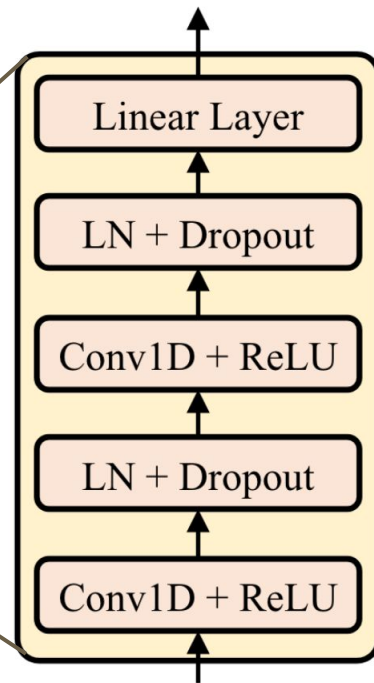 Linear Layer
LN + Dropout
Conv1D + ReLU
LN + Dropout
Conv1D + ReLU